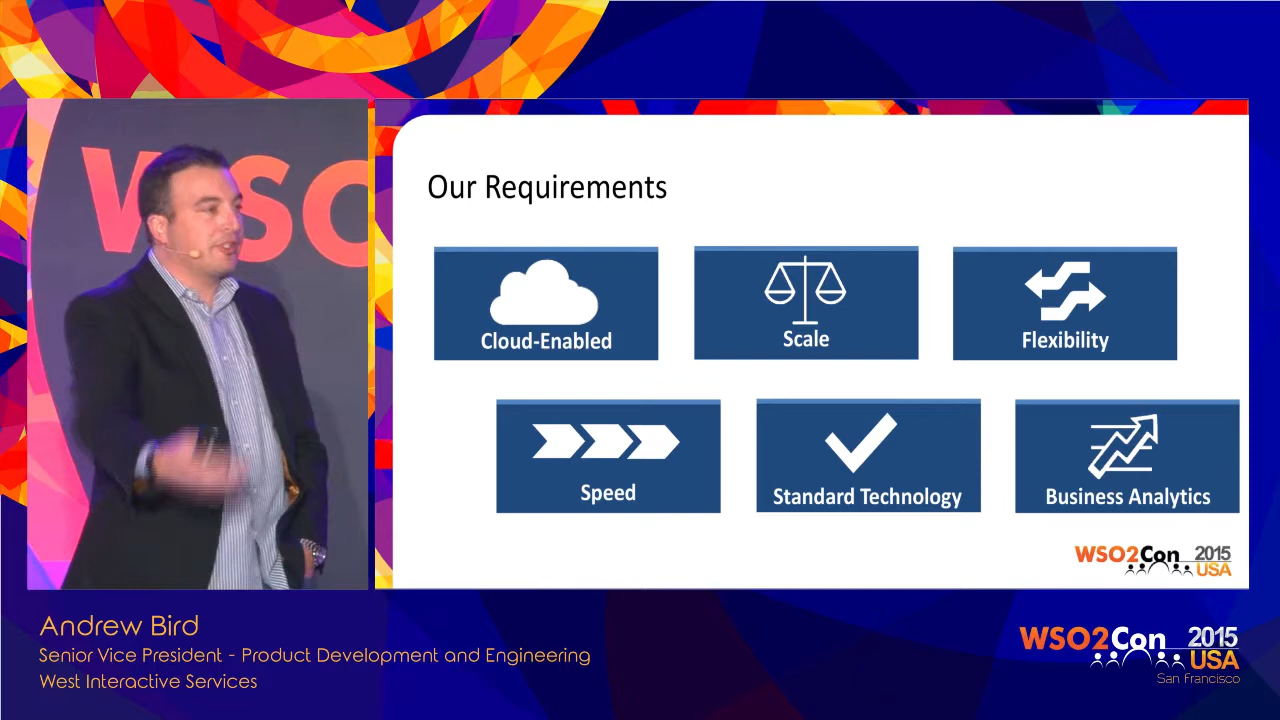 WSO
Our Requirements
Cloud-Enabled
Scale
Flexibility
Speed
Standard Technology
Business Analytics
WSO2Con 2015
USA
Andrew Bird
Senior Vice President - Product Development and Engineering
West Interactive Services
WSO2Con 2015
USA
San Francisco